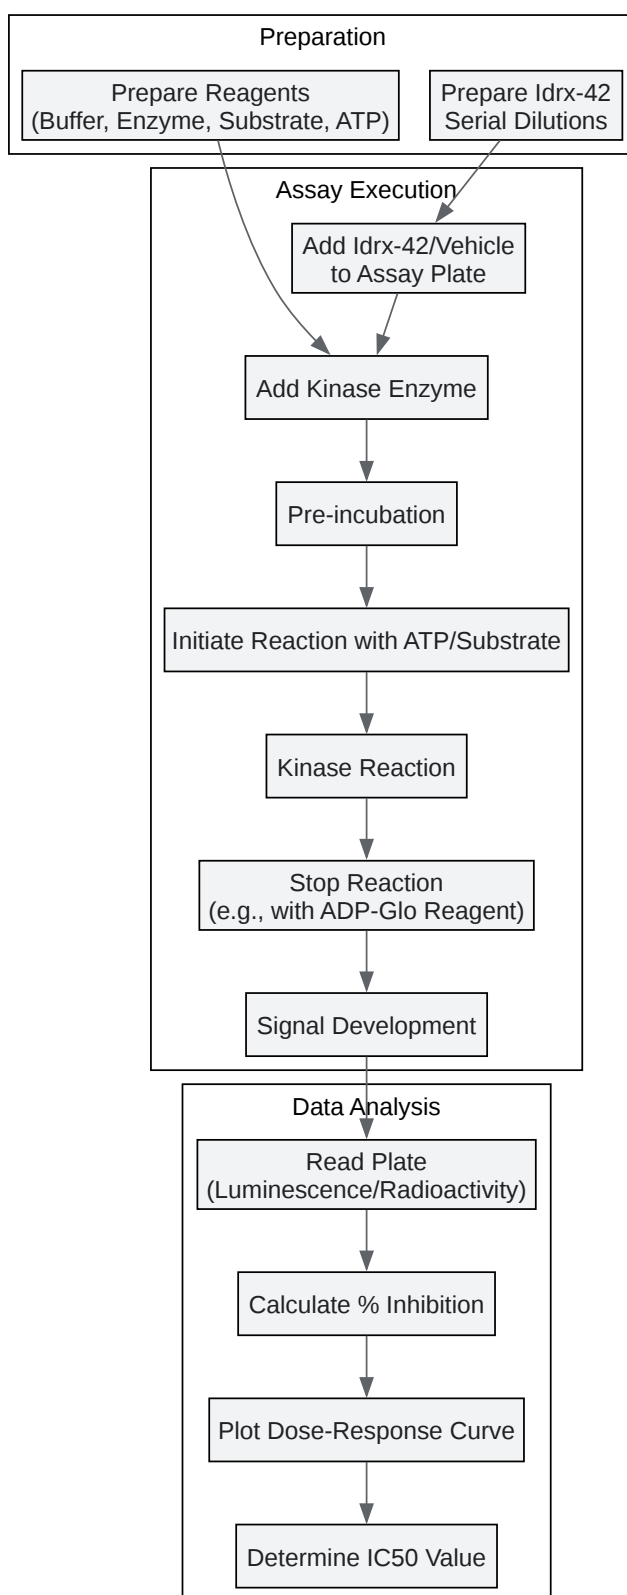 Preparation
Prepare Reagents
(Buffer, Enzyme, Substrate, ATP)
Prepare Idrx-42
Serial Dilutions
Assay Execution
Add Idrx-42/Vehicle
to Assay Plate
Add Kinase Enzyme
Pre-incubation
Initiate Reaction with ATP/Substrate
Kinase Reaction
Stop Reaction
(e.g., with ADP-Glo Reagent)
Signal Development
Data Analysis
Read Plate
(Luminescence/Radioactivity)
Calculate % Inhibition
Plot Dose-Response Curve
Determine IC50 Value